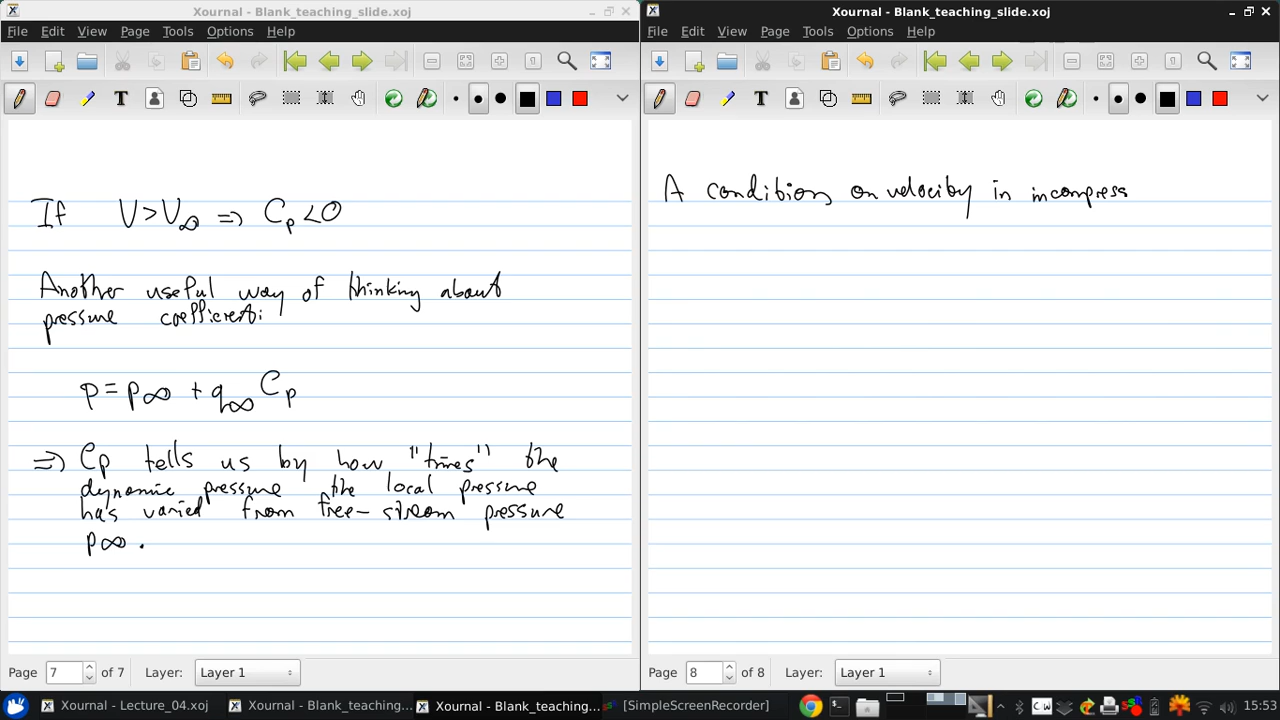 Xournal - Blank_teaching_slide.xoj
File Edit View Page Tools Options Help
If V>V∞ ⇒ Cp<0
Another useful way of thinking about
pressure coefficient:
p = p∞ + q∞ Cp
⇒ Cp tells us by how "times" the
dynamic pressure the local pressure
has varied from free-stream pressure
p∞.
Page 7 of 7 Layer: Layer 1
Xournal - Blank_teaching_slide.xoj
File Edit View Page Tools Options Help
A condition on velocity in incompress
Page 8 of 8 Layer: Layer 1
Xournal - Lecture_04.xoj Xournal - Blank_teaching... Xournal - Blank_teaching_... [SimpleScreenRecorder] 15:53